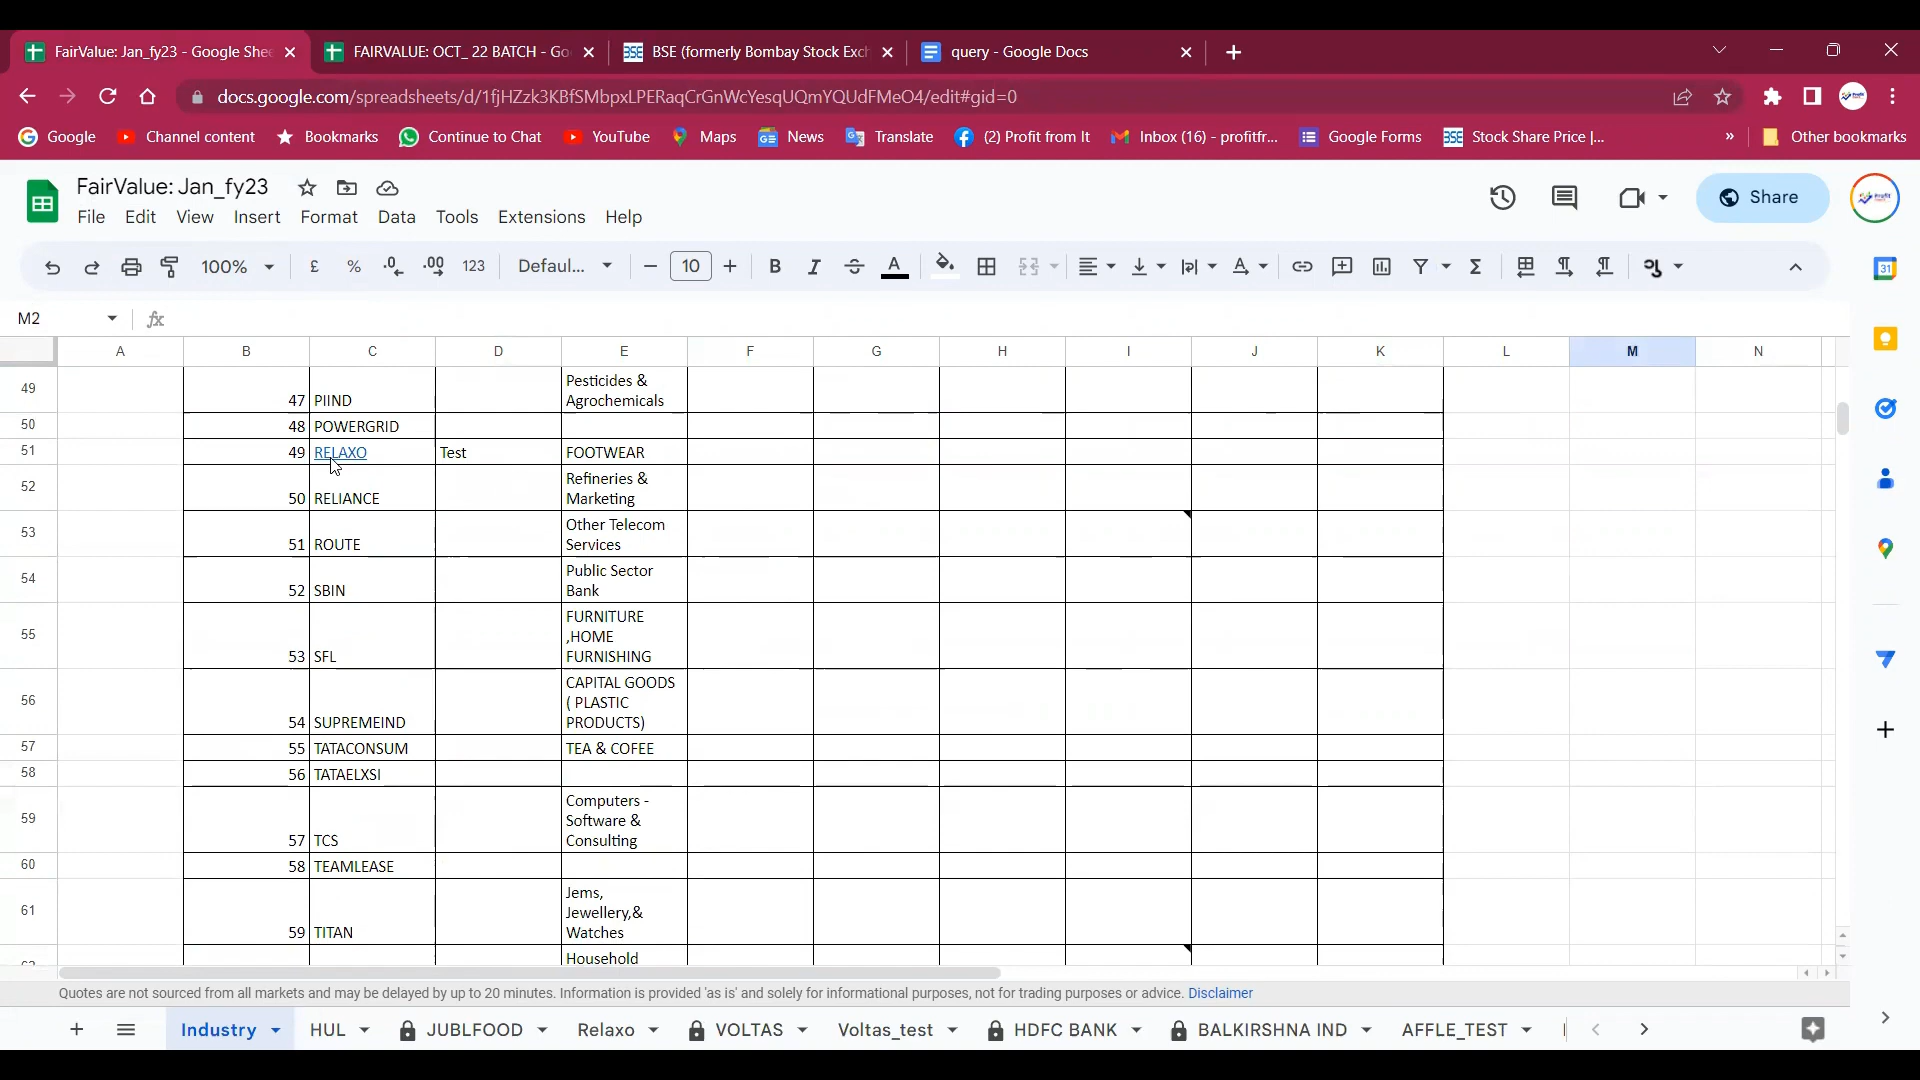 FairValue: Jan_fy23 - Google She
FAIRVALUE: OCT_ 22 BATCH - Go
BSE (formerly Bombay Stock Exch
query - Google Docs
docs.google.com/spreadsheets/d/1fjHZzk3KBfSMbpxLPERaqCrGnWcYesqUQmYQUdFMeO4/edit#gid=0
Google Channel content Bookmarks Continue to Chat YouTube Maps News Translate (2) Profit from It Inbox (16) - profitfr... Google Forms Stock Share Price |... » Other bookmarks
FairValue: Jan_fy23
File Edit View Insert Format Data Tools Extensions Help
Share
100% £ % .0 .00 123 Defaul... 10 B I A
M2
A B C D E F G H I J K L M N
49 47 PIIND Pesticides &
Agrochemicals
50 48 POWERGRID
51 49 RELAXO Test FOOTWEAR
52 50 RELIANCE Refineries &
Marketing
53 51 ROUTE Other Telecom
Services
54 52 SBIN Public Sector
Bank
55 53 SFL FURNITURE
,HOME
FURNISHING
56 54 SUPREMEIND CAPITAL GOODS
( PLASTIC
PRODUCTS)
57 55 TATACONSUM TEA & COFEE
58 56 TATAELXSI
59 57 TCS Computers -
Software &
Consulting
60 58 TEAMLEASE
61 59 TITAN Jems,
Jewellery,&
Watches
Household
Quotes are not sourced from all markets and may be delayed by up to 20 minutes. Information is provided 'as is' and solely for informational purposes, not for trading purposes or advice. Disclaimer
Industry HUL JUBLFOOD Relaxo VOLTAS Voltas_test HDFC BANK BALKIRSHNA IND AFFLE_TEST